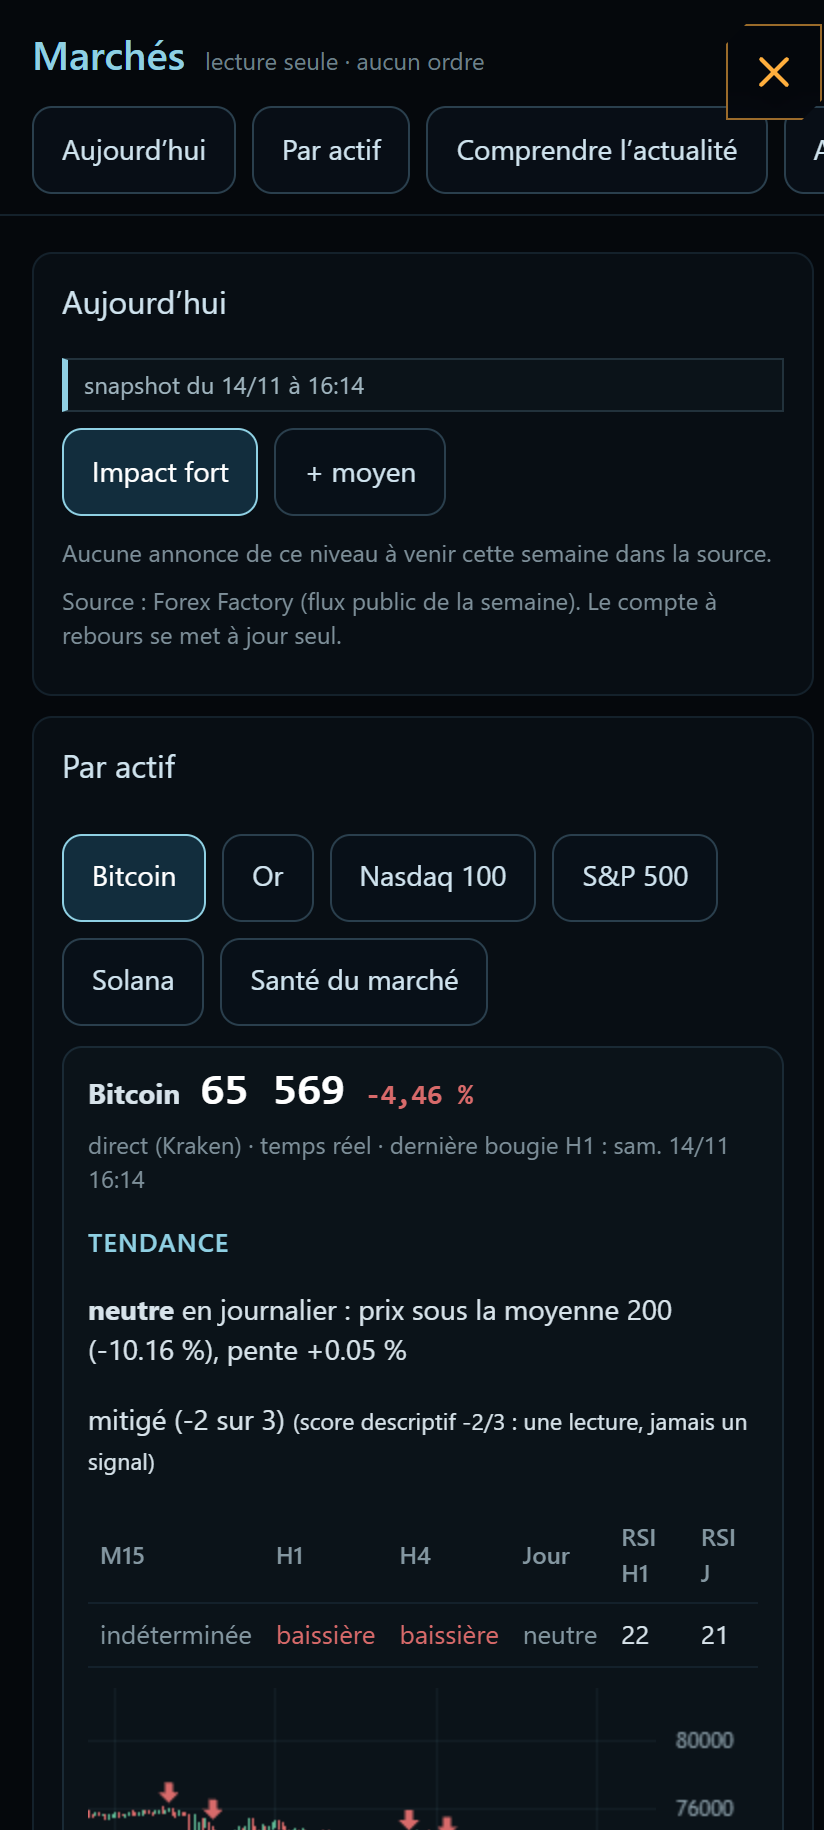 Marchés lecture seule · aucun ordre
Aujourd’hui
Par actif
Comprendre l’actualité
A
Aujourd’hui
snapshot du 14/11 à 16:14
Impact fort
+ moyen
Aucune annonce de ce niveau à venir cette semaine dans la source.
Source : Forex Factory (flux public de la semaine). Le compte à
rebours se met à jour seul.
Par actif
Bitcoin
Or
Nasdaq 100
S&P 500
Solana
Santé du marché
Bitcoin 65 569 -4,46 %
direct (Kraken) · temps réel · dernière bougie H1 : sam. 14/11
16:14
TENDANCE
neutre en journalier : prix sous la moyenne 200
(-10.16 %), pente +0.05 %
mitigé (-2 sur 3) (score descriptif -2/3 : une lecture, jamais un
signal)
M15 H1 H4 Jour RSI H1 RSI J
indéterminée baissière baissière neutre 22 21
80000
76000